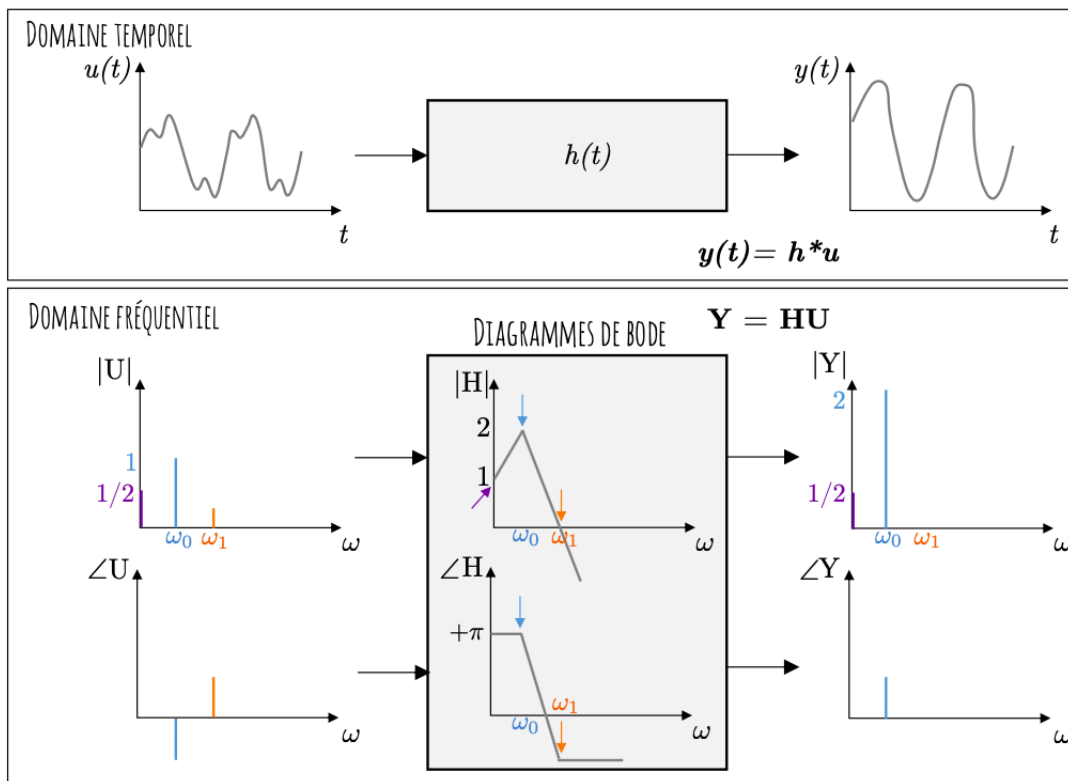 DOMAINE TEMPOREL
u(t)
t
h(t)
y(t)
t
y(t)= h*u
DOMAINE FRÉQUENTIEL
DIAGRAMMES DE BODE
Y = HU
|U|
1
1/2
ω₀ ω₁ ω
|H|
2
1
ω₀ ω₁ ω
|Y|
2
1/2
ω₀ ω₁ ω
∠U
ω
∠H
+π
ω₀ ω₁ ω
∠Y
ω